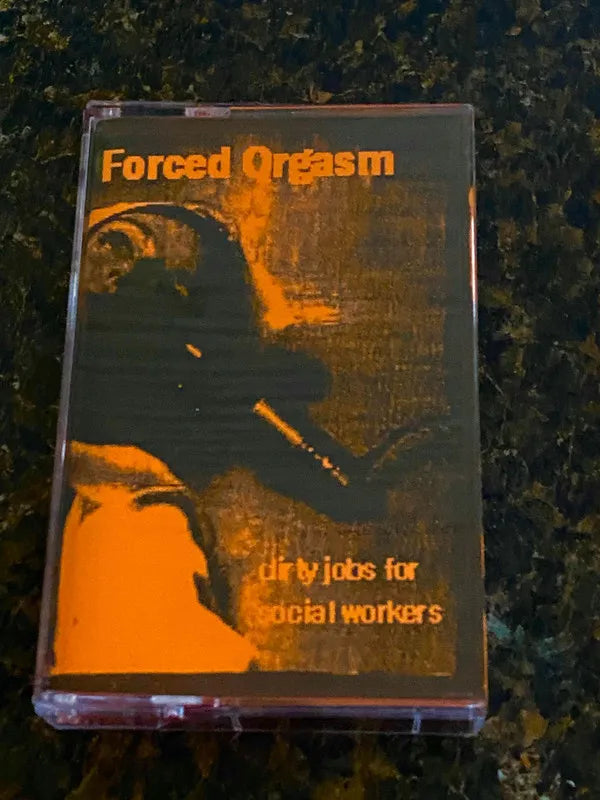 Forced Orgasm
dirty jobs for
social workers